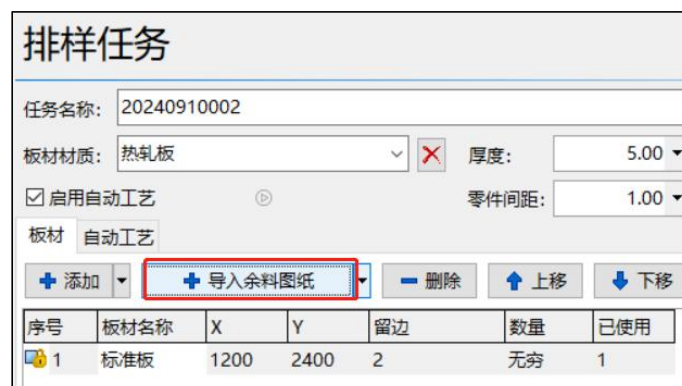 排样任务
任务名称: 20240910002
板材材质: 热轧板 厚度: 5.00
启用自动工艺 零件间距: 1.00
板材 自动工艺
添加 导入余料图纸 删除 上移 下移
序号 板材名称 X Y 留边 数量 已使用
1 标准板 1200 2400 2 无穷 1